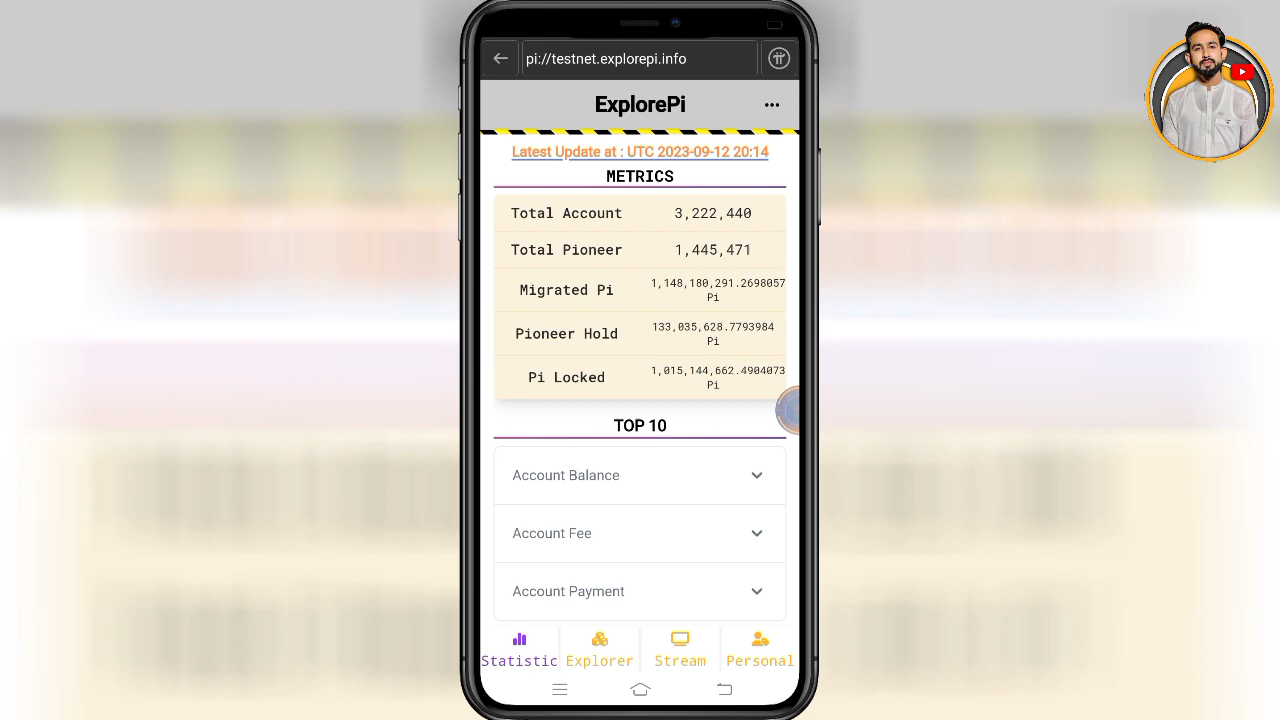 pi://testnet.explorepi.info
ExplorePi
Latest Update at : UTC 2023-09-12 20:14
METRICS
Total Account 3,222,440
Total Pioneer 1,445,471
Migrated Pi 1,148,180,291.2698057 Pi
Pioneer Hold 133,035,628.7793984 Pi
Pi Locked 1,015,144,662.4904073 Pi
TOP 10
Account Balance
Account Fee
Account Payment
Statistic Explorer Stream Personal